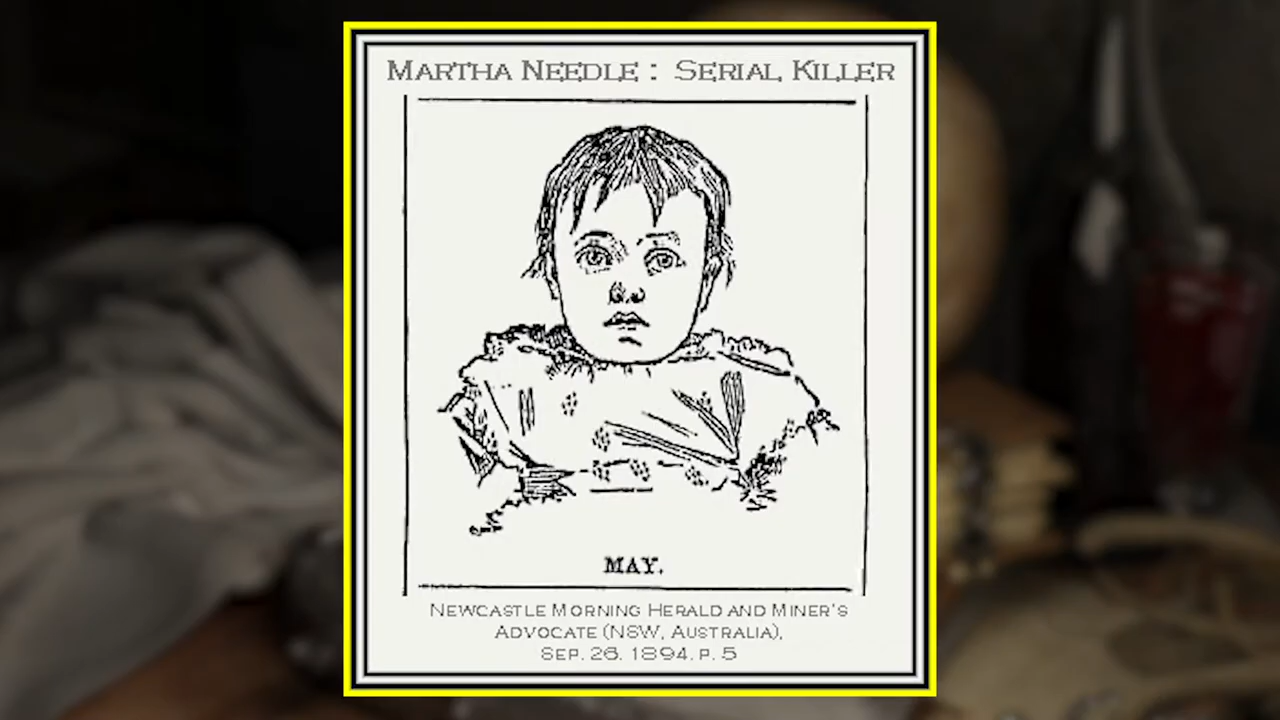 MARTHA NEEDLE : SERIAL KILLER
MAY.
NEWCASTLE MORNING HERALD AND MINER'S
ADVOCATE (NSW, AUSTRALIA),
SEP. 26. 1894. P. 5